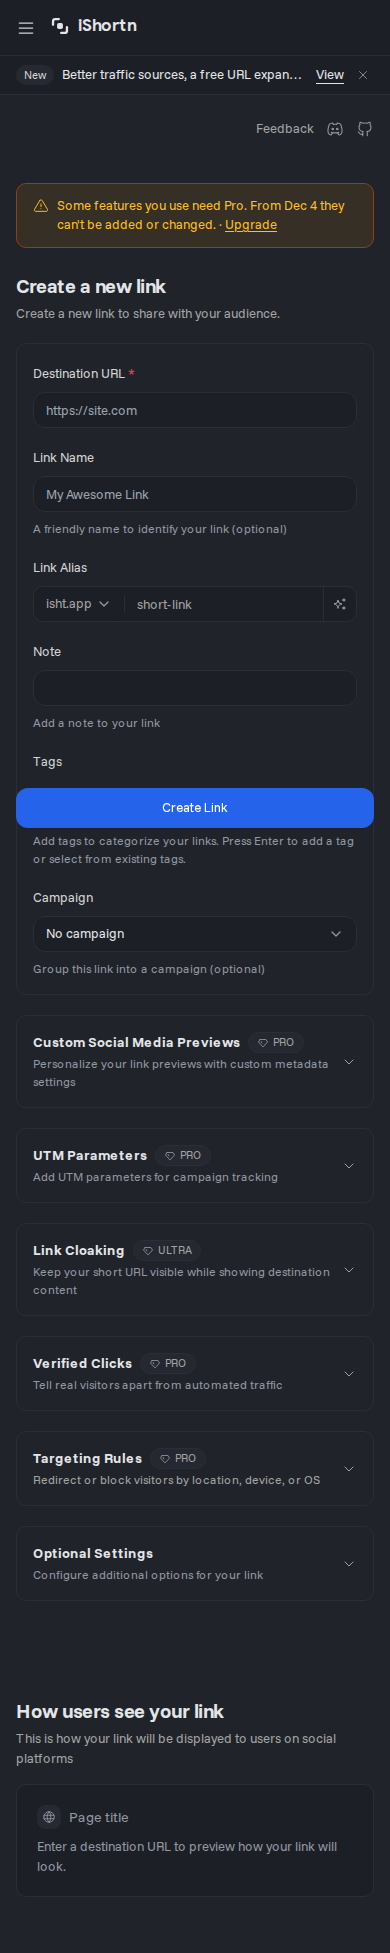 iShortn
New Better traffic sources, a free URL expan... View
Feedback
Some features you use need Pro. From Dec 4 they
can't be added or changed. · Upgrade
Create a new link
Create a new link to share with your audience.
Destination URL *
https://site.com
Link Name
My Awesome Link
A friendly name to identify your link (optional)
Link Alias
isht.app short-link
Note
Add a note to your link
Tags
Create Link
Add tags to categorize your links. Press Enter to add a tag
or select from existing tags.
Campaign
No campaign
Group this link into a campaign (optional)
Custom Social Media Previews PRO
Personalize your link previews with custom metadata
settings
UTM Parameters PRO
Add UTM parameters for campaign tracking
Link Cloaking ULTRA
Keep your short URL visible while showing destination
content
Verified Clicks PRO
Tell real visitors apart from automated traffic
Targeting Rules PRO
Redirect or block visitors by location, device, or OS
Optional Settings
Configure additional options for your link
How users see your link
This is how your link will be displayed to users on social
platforms
Page title
Enter a destination URL to preview how your link will
look.